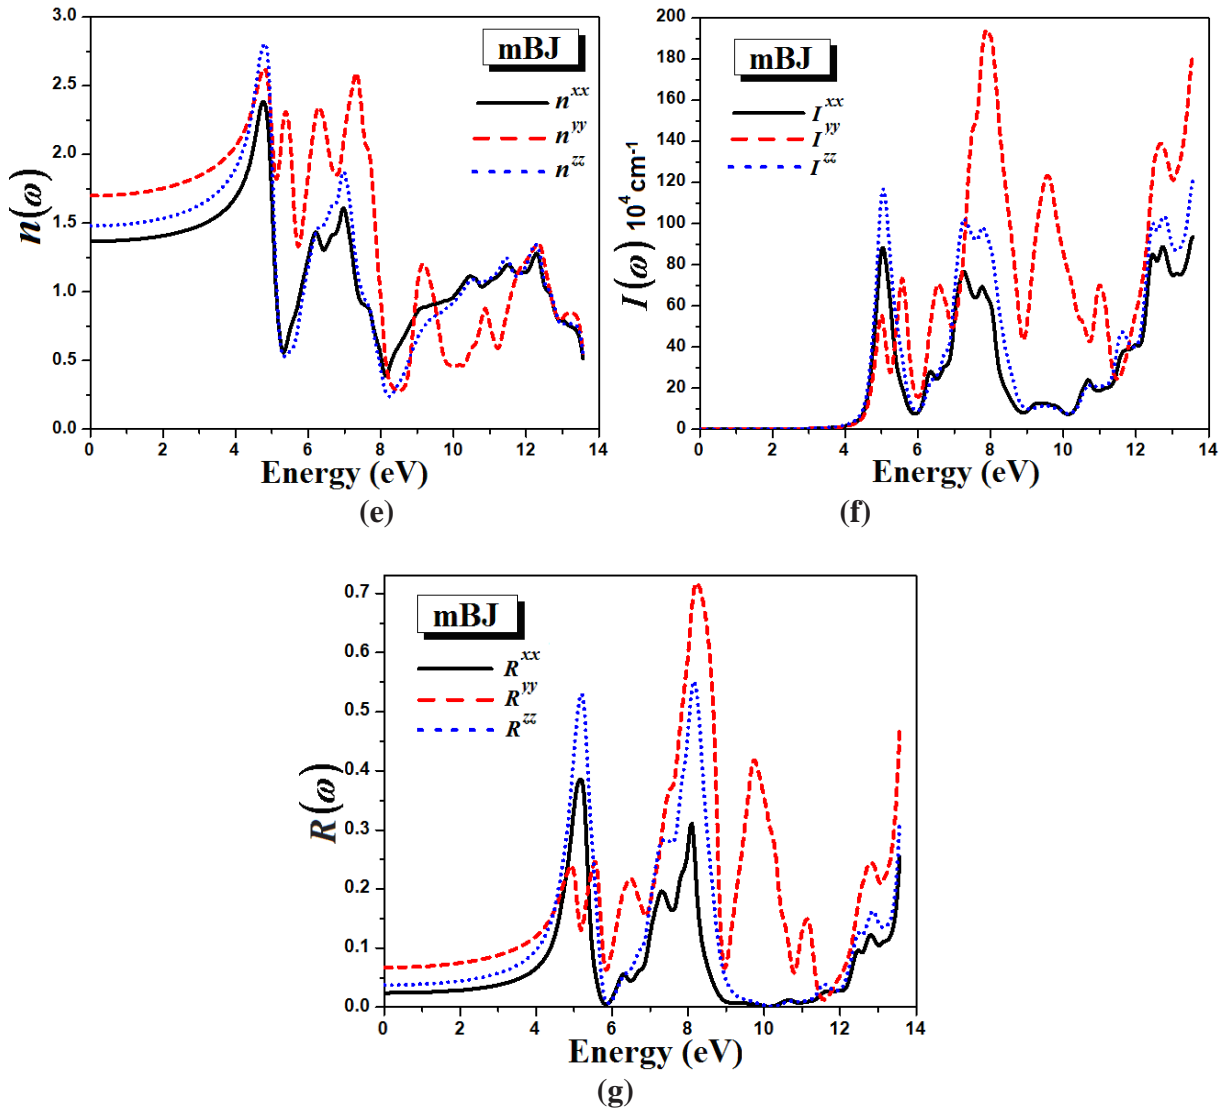 3.0
2.5
2.0
1.5
1.0
0.5
0.0
n(ω)
mBJ
n^xx
n^yy
n^zz
0 2 4 6 8 10 12 14
Energy (eV)
(e)
200
180
160
140
120
100
80
60
40
20
0
I(ω) 10^4 cm^-1
mBJ
I^xx
I^yy
I^zz
0 2 4 6 8 10 12 14
Energy (eV)
(f)
0.7
0.6
0.5
0.4
0.3
0.2
0.1
0.0
R(ω)
mBJ
R^xx
R^yy
R^zz
0 2 4 6 8 10 12 14
Energy (eV)
(g)